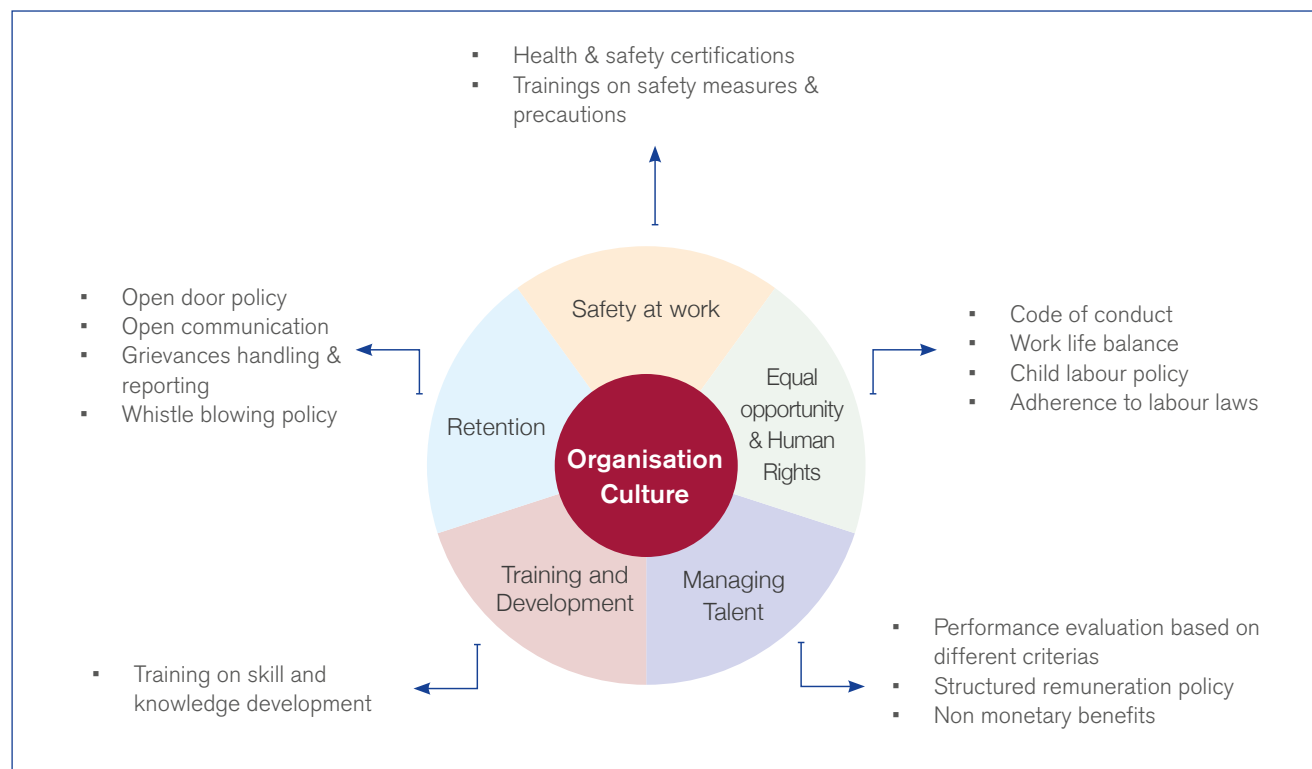 ▪ Health & safety certifications
▪ Trainings on safety measures &
precautions
▪ Open door policy
▪ Open communication
▪ Grievances handling &
reporting
▪ Whistle blowing policy
Safety at work
▪ Code of conduct
▪ Work life balance
▪ Child labour policy
▪ Adherence to labour laws
Retention
Equal
opportunity
& Human
Rights
Organisation
Culture
Training and
Development
Managing
Talent
▪ Training on skill and
knowledge development
▪ Performance evaluation based on
different criterias
▪ Structured remuneration policy
▪ Non monetary benefits